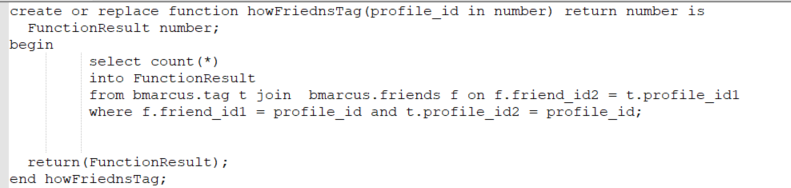 create or replace function howFriednsTag(profile_id in number) return number is
FunctionResult number;
begin
select count(*)
into FunctionResult
from bmarcus.tag t join  bmarcus.friends f on f.friend_id2 = t.profile_id1
where f.friend_id1 = profile_id and t.profile_id2 = profile_id;
return(FunctionResult);
end howFriednsTag;